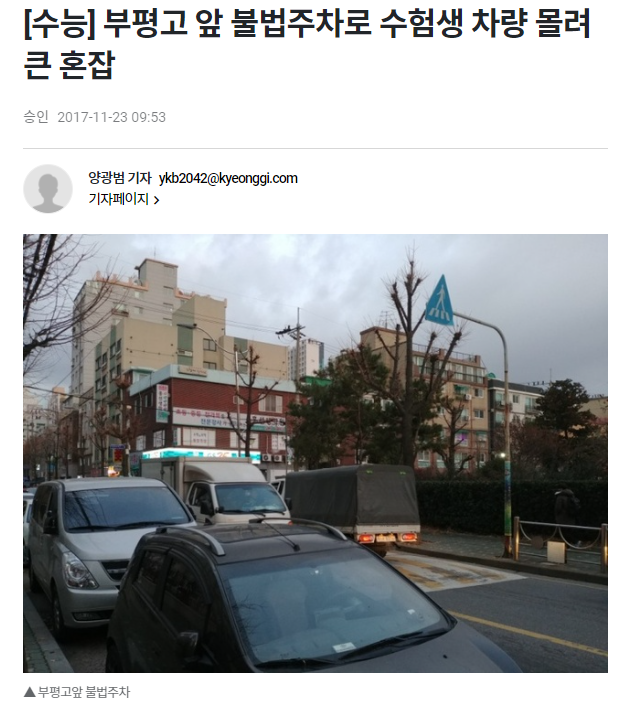 [수능] 부평고 앞 불법주차로 수험생 차량 몰려
큰 혼잡
승인 2017-11-23 09:53
양광범 기자 ykb2042@kyeonggi.com
기자페이지 >
▲ 부평고앞 불법주차